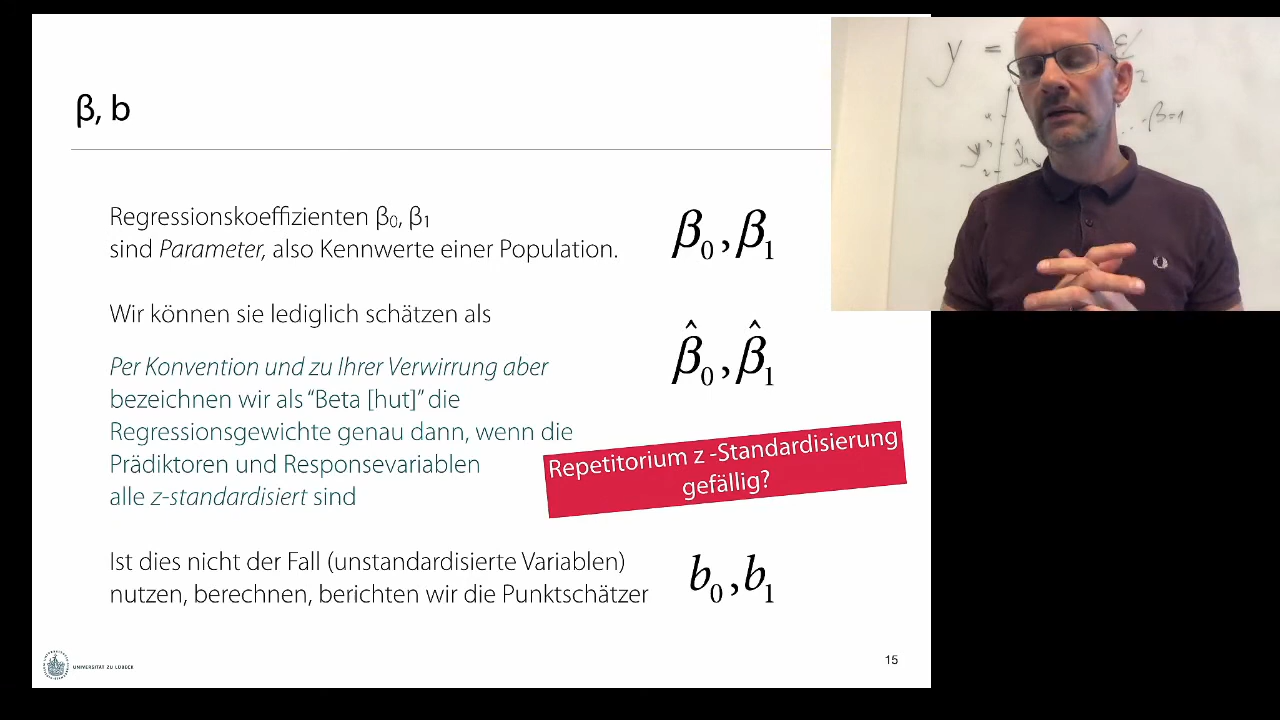 β, b
Regressionskoeffizienten β₀, β₁
sind Parameter, also Kennwerte einer Population.
β₀, β₁
Wir können sie lediglich schätzen als
β̂₀, β̂₁
Per Konvention und zu Ihrer Verwirrung aber
bezeichnen wir als “Beta [hut]” die
Regressionsgewichte genau dann, wenn die
Prädiktoren und Responsevariablen
alle z-standardisiert sind
Repetitorium z -Standardisierung
gefällig?
Ist dies nicht der Fall (unstandardisierte Variablen)
nutzen, berechnen, berichten wir die Punktschätzer
b₀, b₁
UNIVERSITÄT ZU LÜBECK
15
y =
2
β=1
y